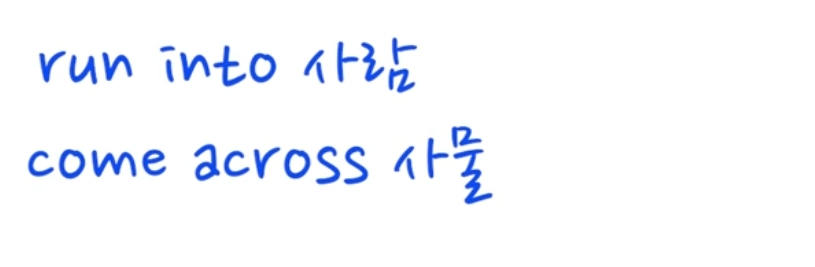 run into 사람
come across 사물